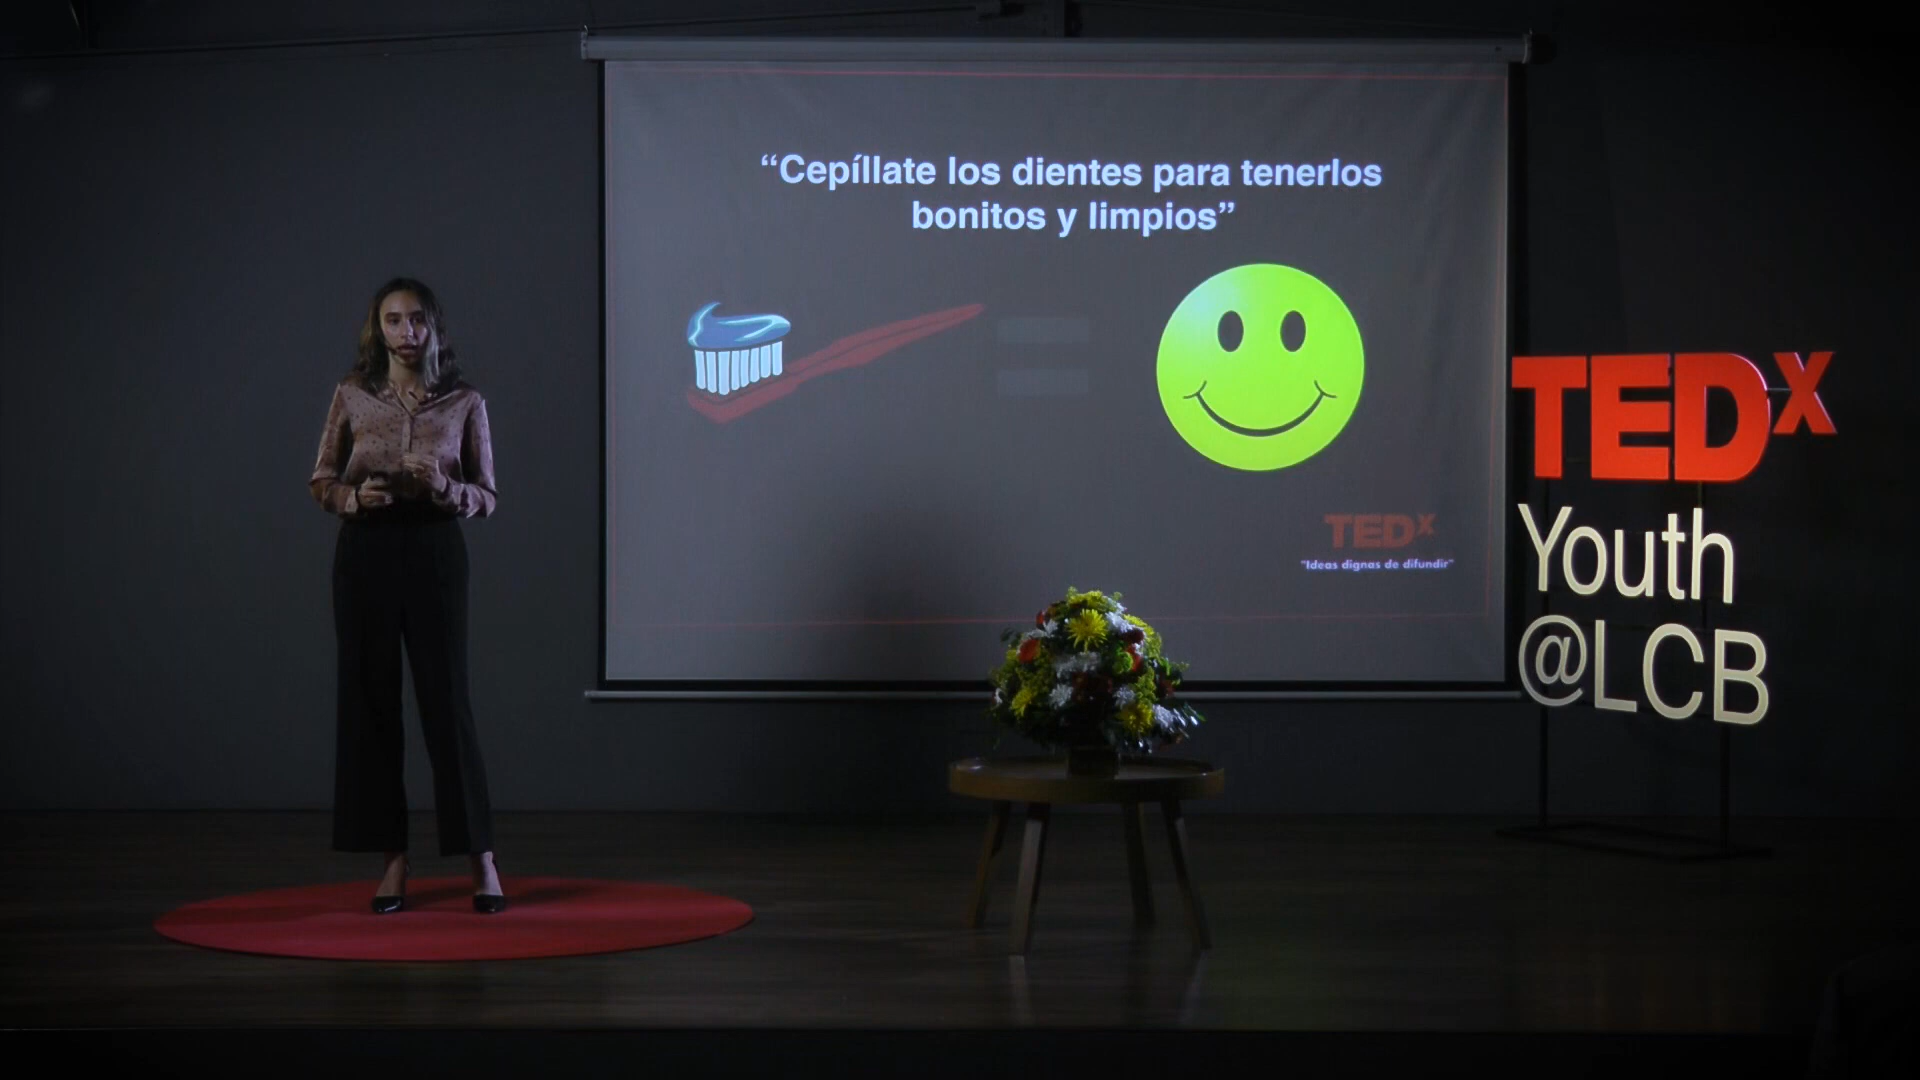 “Cepíllate los dientes para tenerlos
bonitos y limpios”
TEDx
"Ideas dignas de difundir"
TEDx
Youth
@LCB